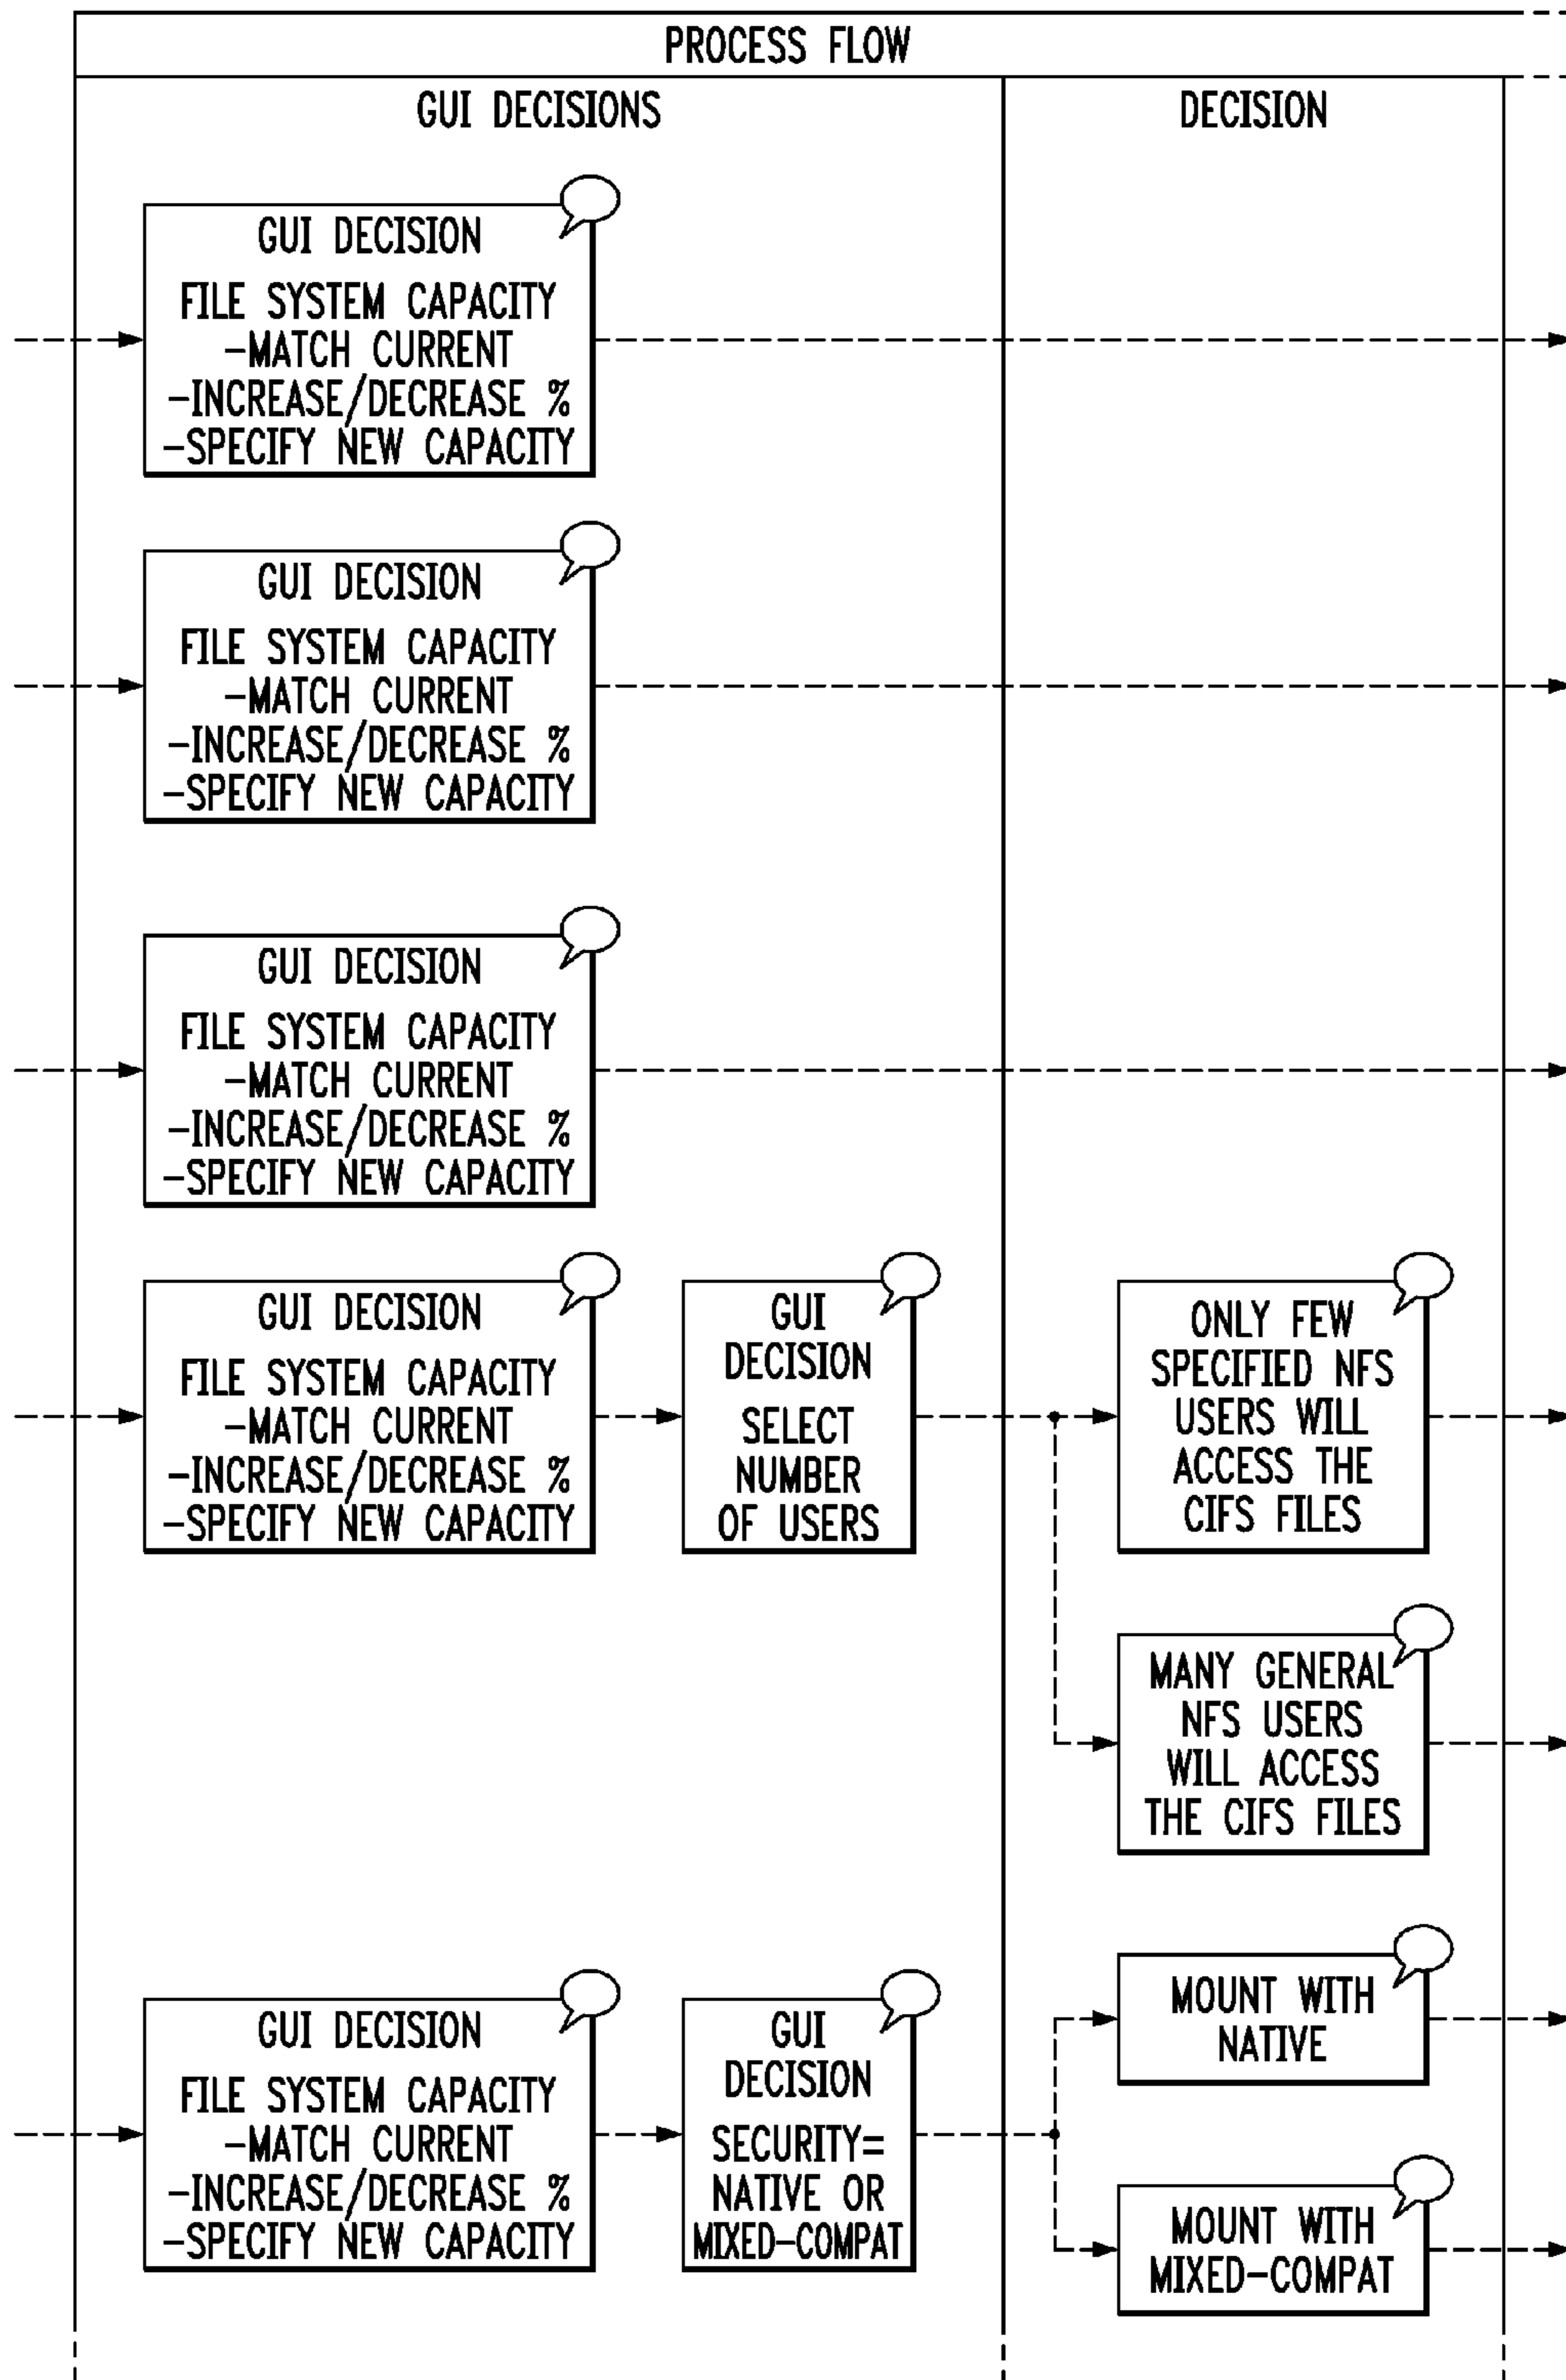 PROCESS FLOW
GUI DECISIONS
DECISION
GUI DECISION
FILE SYSTEM CAPACITY
-MATCH CURRENT
-INCREASE/DECREASE %
-SPECIFY NEW CAPACITY
GUI DECISION
FILE SYSTEM CAPACITY
-MATCH CURRENT
-INCREASE/DECREASE %
-SPECIFY NEW CAPACITY
GUI DECISION
FILE SYSTEM CAPACITY
-MATCH CURRENT
-INCREASE/DECREASE %
-SPECIFY NEW CAPACITY
GUI DECISION
FILE SYSTEM CAPACITY
-MATCH CURRENT
-INCREASE/DECREASE %
-SPECIFY NEW CAPACITY
GUI
DECISION
SELECT
NUMBER
OF USERS
ONLY FEW
SPECIFIED NFS
USERS WILL
ACCESS THE
CIFS FILES
MANY GENERAL
NFS USERS
WILL ACCESS
THE CIFS FILES
GUI DECISION
FILE SYSTEM CAPACITY
-MATCH CURRENT
-INCREASE/DECREASE %
-SPECIFY NEW CAPACITY
GUI
DECISION
SECURITY=
NATIVE OR
MIXED-COMPAT
MOUNT WITH
NATIVE
MOUNT WITH
MIXED-COMPAT